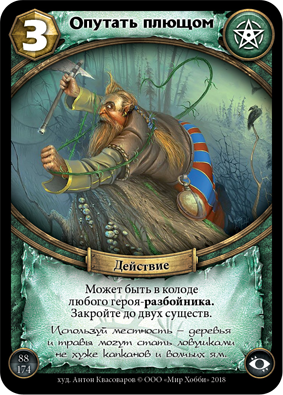 3
Опутать плющом
Действие
Может быть в колоде
любого героя-разбойника.
Закройте до двух существ.
Используй местность – деревья
и травы могут стать ловушками
не хуже капканов и волчьих ям.
88
174
худ. Антон Квасоваров © ООО «Мир Хобби» 2018